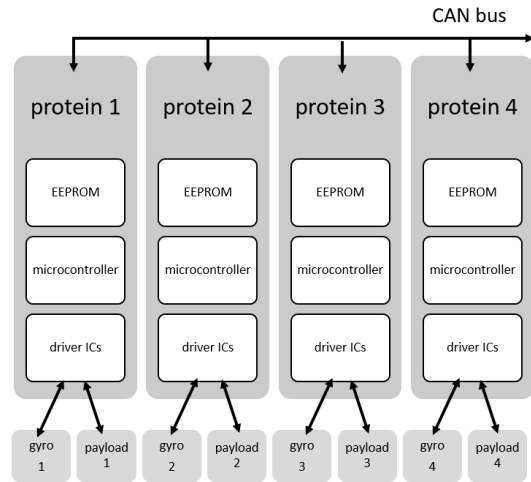 CAN bus
protein 1
protein 2
protein 3
protein 4
EEPROM
EEPROM
EEPROM
EEPROM
microcontroller
microcontroller
microcontroller
microcontroller
driver ICs
driver ICs
driver ICs
driver ICs
gyro
1
payload
1
gyro
2
payload
2
gyro
3
payload
3
gyro
4
payload
4